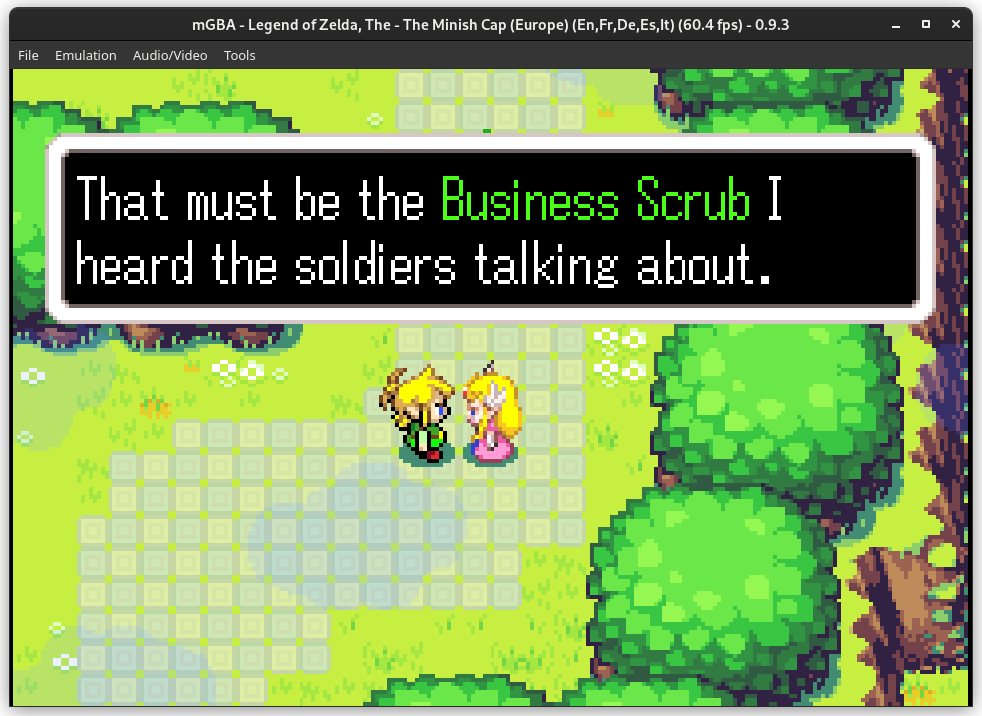 mGBA - Legend of Zelda, The - The Minish Cap (Europe) (En,Fr,De,Es,It) (60.4 fps) - 0.9.3
File Emulation Audio/Video Tools
That must be the Business Scrub I
heard the soldiers talking about.